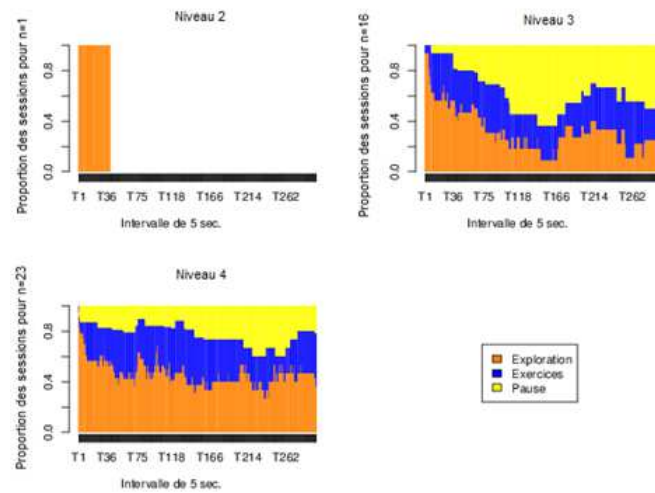 Niveau 2
Proportion des sessions pour n=1
0.0
0.4
0.8
T1 T36 T75 T118 T166 T214 T262
Intervalle de 5 sec.
Niveau 3
Proportion des sessions pour n=16
0.0
0.4
0.8
T1 T36 T75 T118 T166 T214 T262
Intervalle de 5 sec.
Niveau 4
Proportion des sessions pour n=23
0.0
0.4
0.8
T1 T36 T75 T118 T166 T214 T262
Intervalle de 5 sec.
Exploration
Exercices
Pause